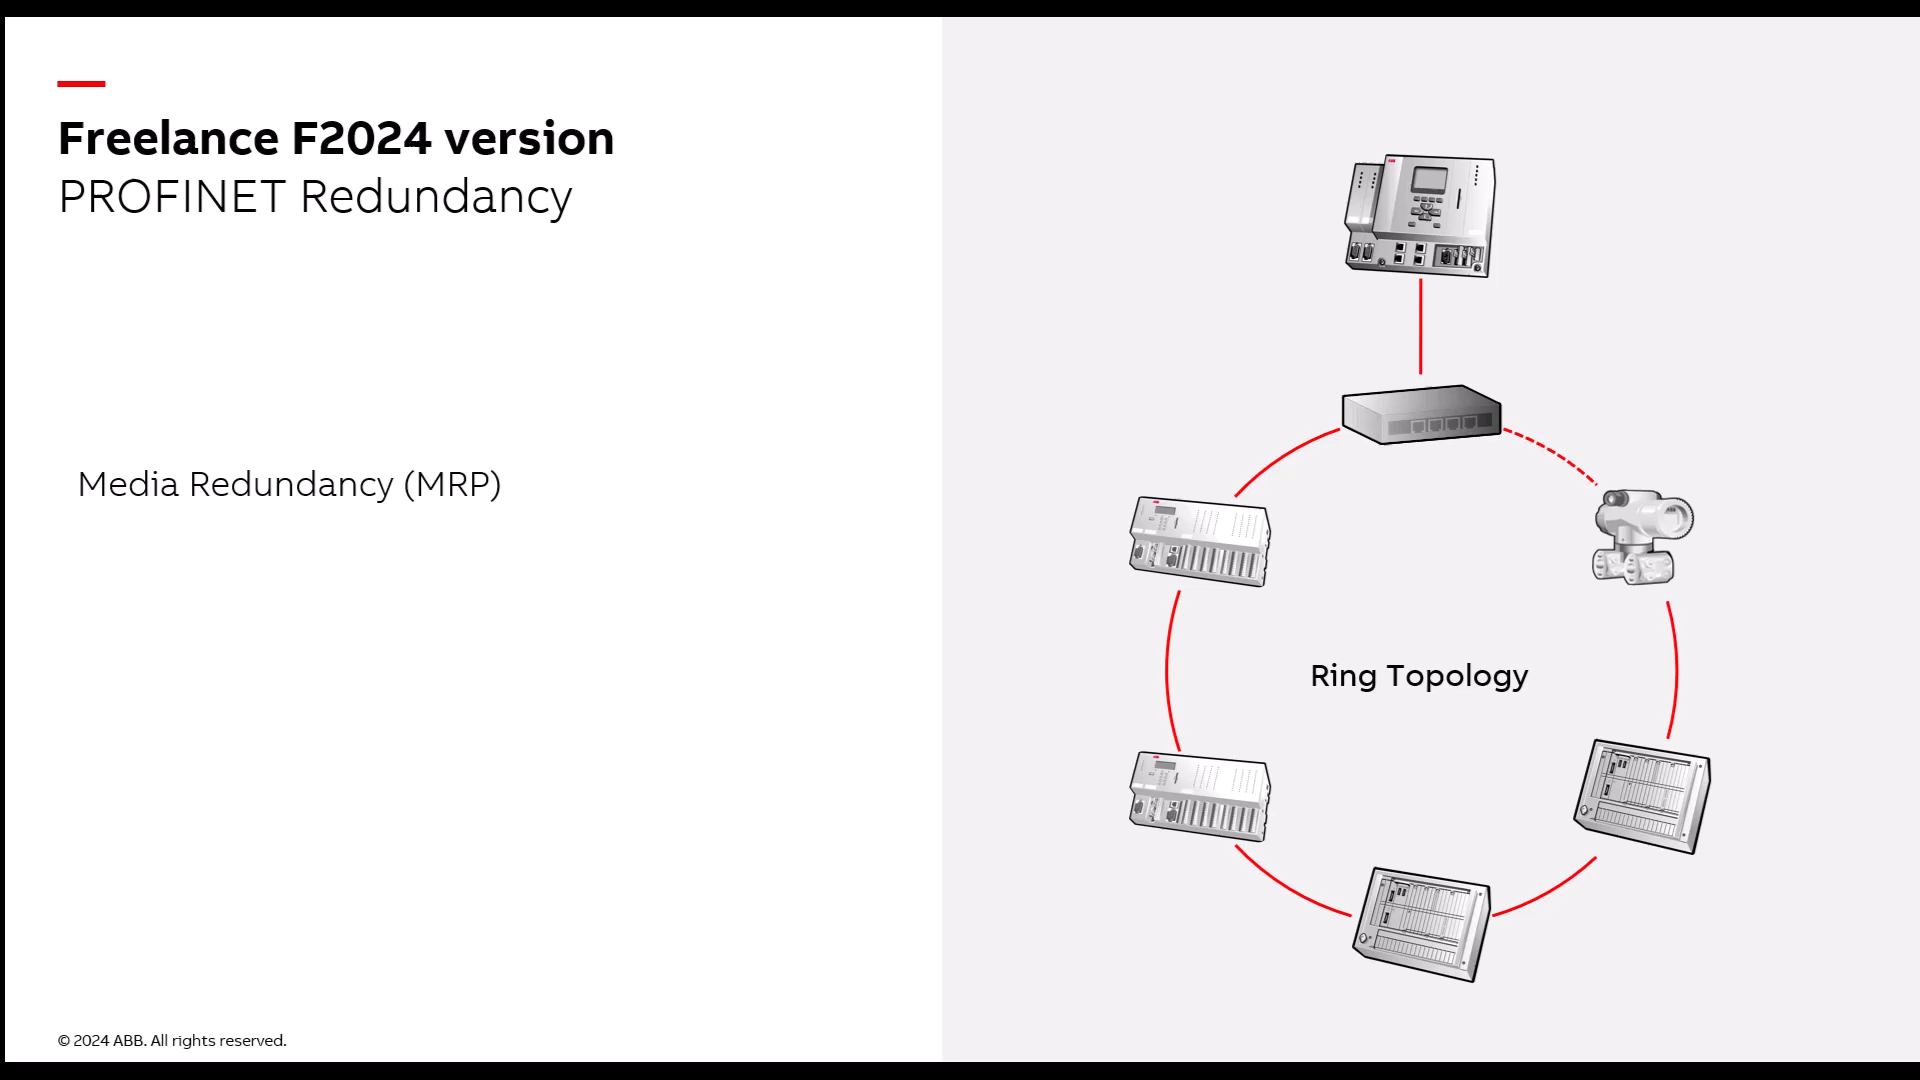 Freelance F2024 version
PROFINET Redundancy
Media Redundancy (MRP)
Ring Topology
© 2024 ABB. All rights reserved.